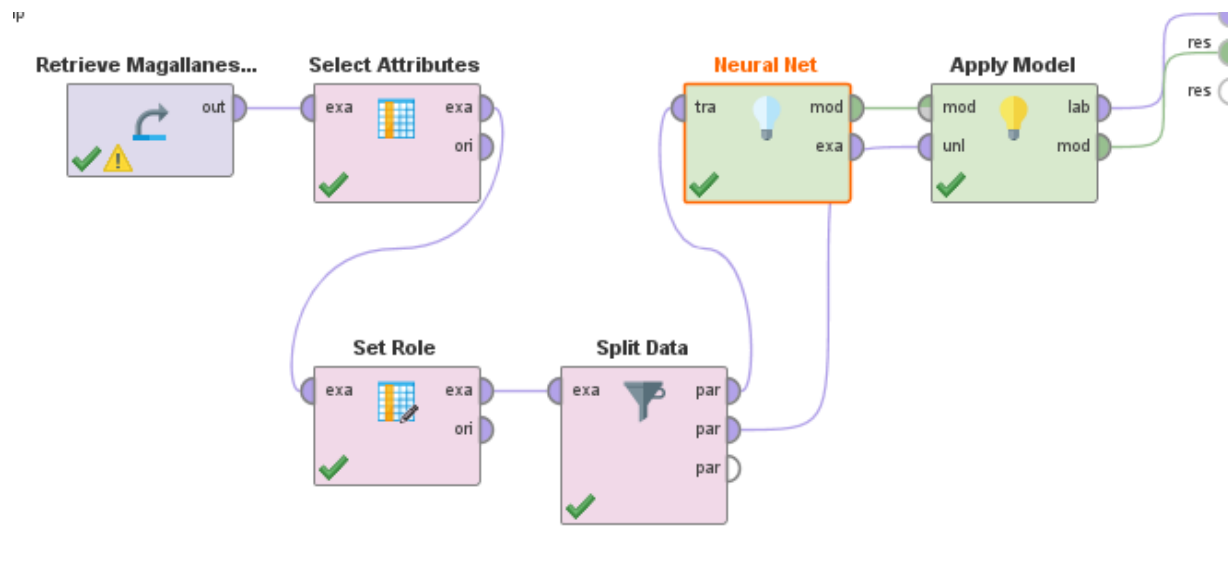 Retrieve Magallanes...
out
Select Attributes
exa exa
ori
Neural Net
tra mod
exa
Apply Model
mod lab
unl mod
res
res
Set Role
exa exa
ori
Split Data
exa par
par
par